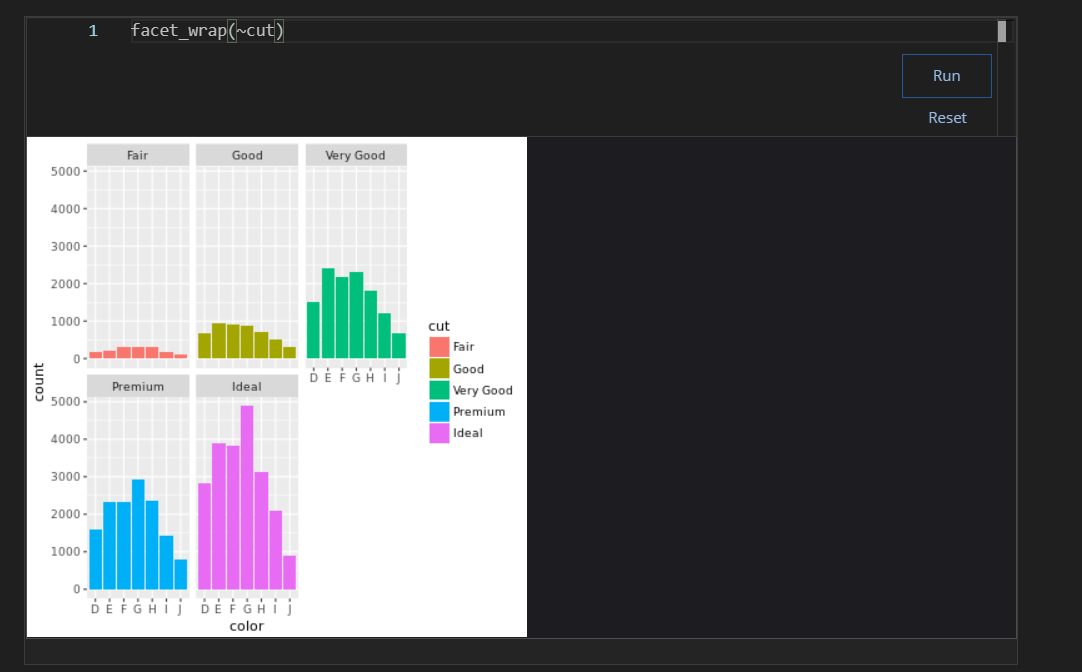 1 facet_wrap(~cut)
Run
Reset
Fair Good Very Good
5000
4000
3000
2000
1000
0
D E F G H I J
Premium Ideal
5000
4000
3000
2000
1000
0
D E F G H I J D E F G H I J
color
count
cut
Fair
Good
Very Good
Premium
Ideal